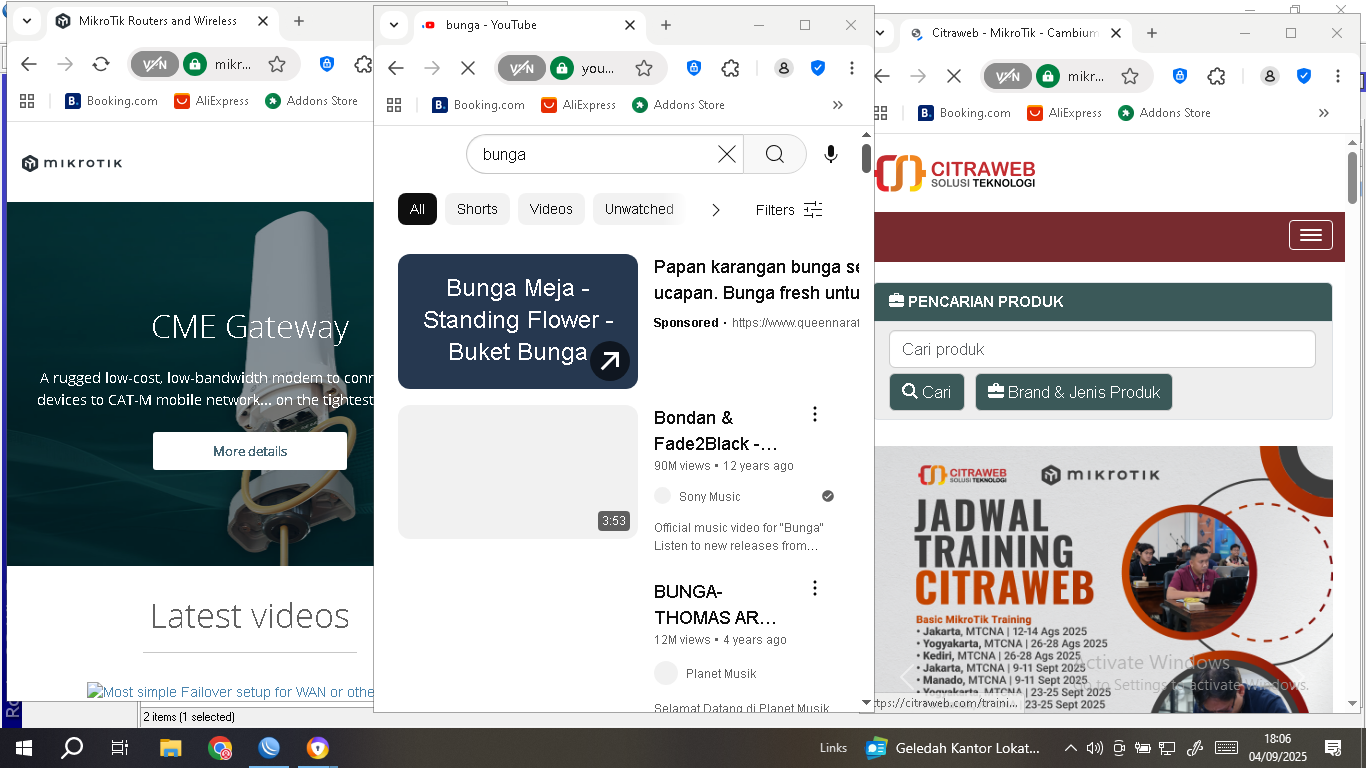 MikroTik Routers and Wireless
VPN
mikr...
Booking.com
AliExpress
Addons Store
MIKROTIK
CME Gateway
A rugged low-cost, low-bandwidth modem to conn
devices to CAT-M mobile network... on the tightest
More details
Latest videos
Most simple Failover setup for WAN or othe
2 items (1 selected)
bunga - YouTube
VPN
you...
Booking.com
AliExpress
Addons Store
bunga
All
Shorts
Videos
Unwatched
Filters
Bunga Meja -
Standing Flower -
Buket Bunga
Papan karangan bunga se
ucapan. Bunga fresh untu
Sponsored · https://www.queennaraf
3:53
Bondan &
Fade2Black -...
90M views • 12 years ago
Sony Music
Official music video for "Bunga"
Listen to new releases from...
BUNGA-
THOMAS AR...
12M views • 4 years ago
Planet Musik
Selamat Datang di Planet Musik
Citraweb - MikroTik - Cambium
VPN
mikr...
Booking.com
AliExpress
Addons Store
CITRAWEB
SOLUSI TEKNOLOGI
PENCARIAN PRODUK
Cari produk
Cari
Brand & Jenis Produk
CITRAWEB
SOLUSI TEKNOLOGI
MIKROTIK
JADWAL
TRAINING
CITRAWEB
Basic MikroTik Training
• Jakarta, MTCNA | 12-14 Ags 2025
• Yogyakarta, MTCNA | 26-28 Ags 2025
• Kediri, MTCNA | 26-28 Ags 2025
• Jakarta, MTCNA | 9-11 Sept 2025
• Manado, MTCNA | 9-11 Sept 2025
• Yogyakarta, MTCNA | 23-25 Sept 2025
23-25 Sept 2025
Activate Windows
Go to Settings to activate Windows.
ttps://citraweb.com/traini...
Links
Geledah Kantor Lokat...
18:06
04/09/2025